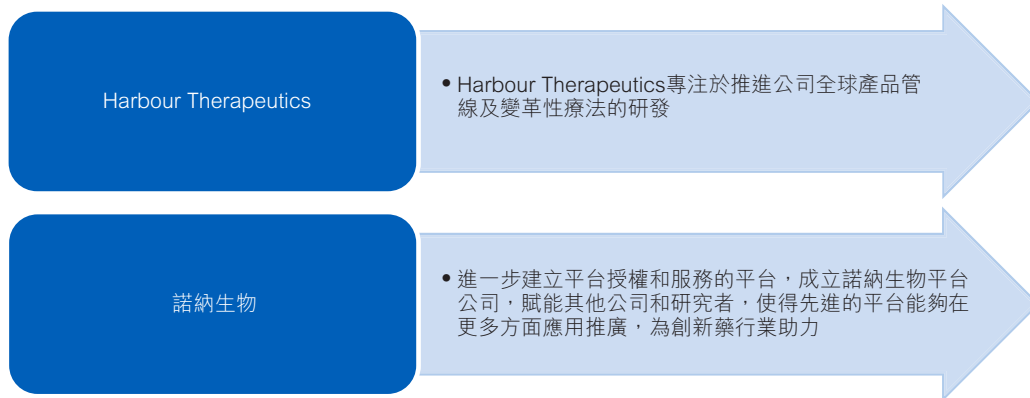 Harbour Therapeutics
• Harbour Therapeutics專注於推進公司全球產品管
線及變革性療法的研發
諾納生物
• 進一步建立平台授權和服務的平台，成立諾納生物平台
公司，賦能其他公司和研究者，使得先進的平台能夠在
更多方面應用推廣，為創新藥行業助力